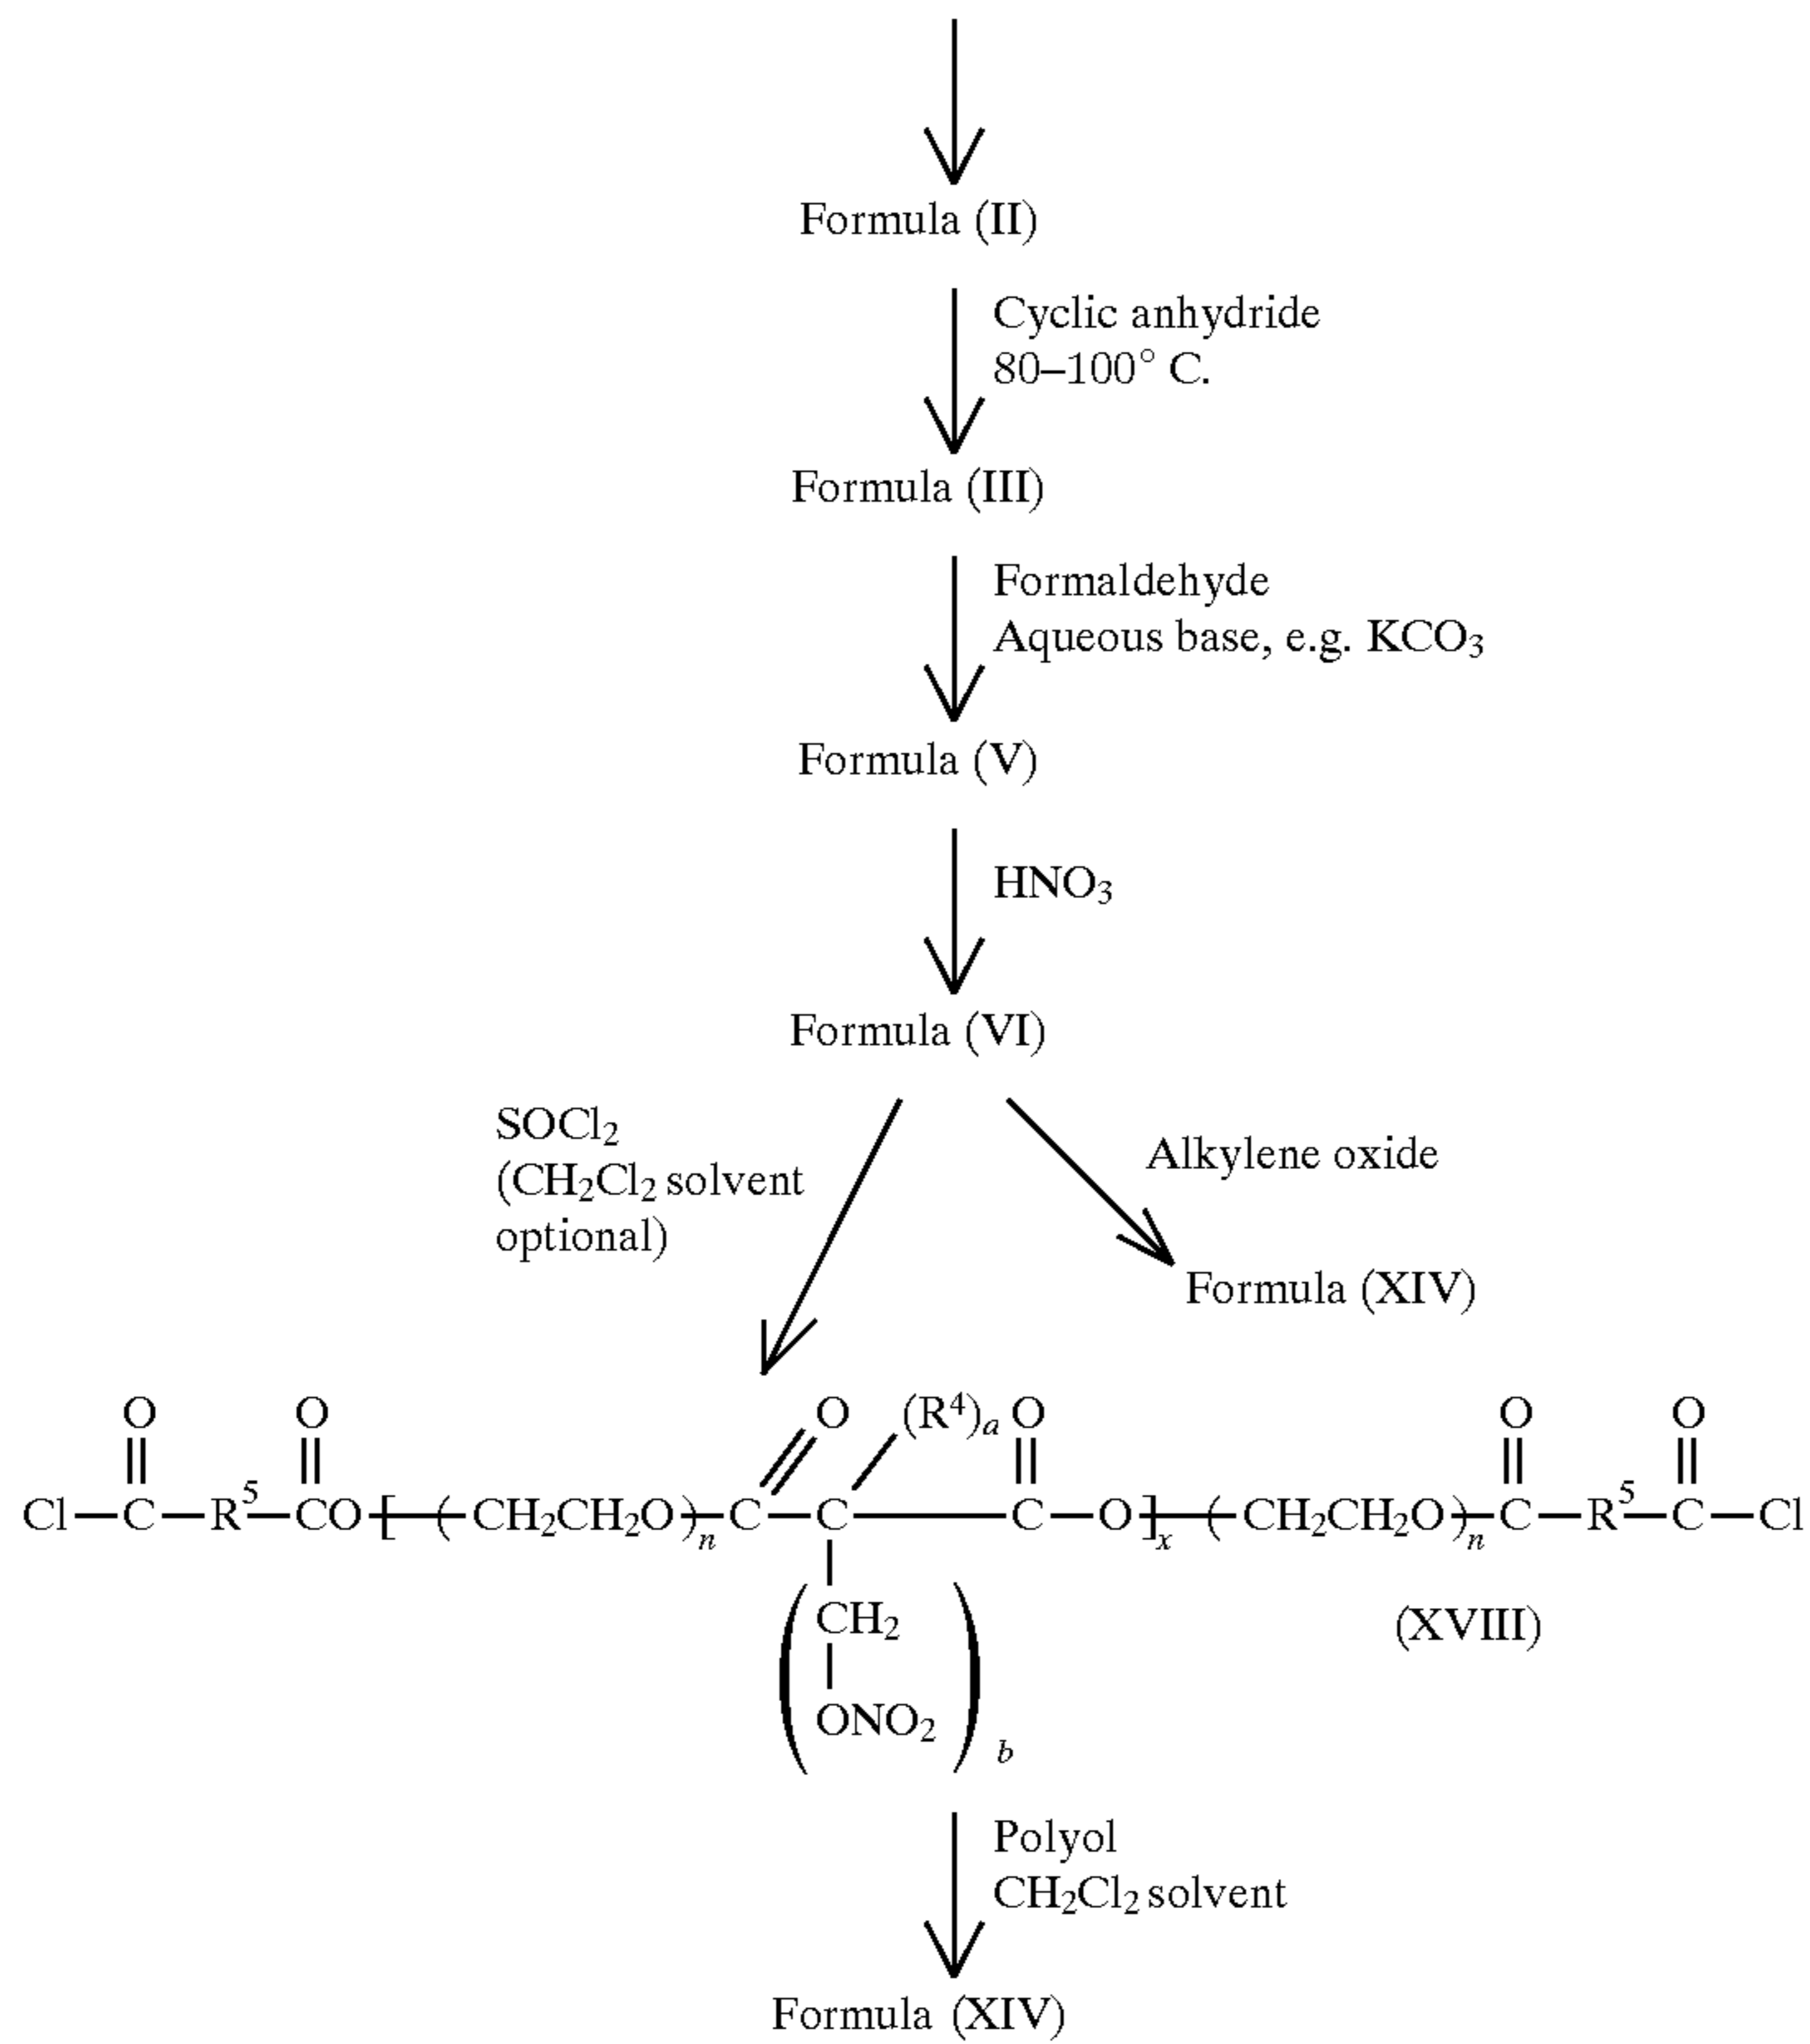 Formula (II)
Cyclic anhydride
80–100° C.
Formula (III)
Formaldehyde
Aqueous base, e.g. KCO₃
Formula (V)
HNO₃
Formula (VI)
SOCl₂
(CH₂Cl₂ solvent
optional)
Alkylene oxide
Formula (XIV)
O O O (R⁴)ₐ O O O
Cl—C—R⁵—CO—[—(CH₂CH₂O)ₙ—C—C—C—O—]ₓ—(CH₂CH₂O)ₙ—C—R⁵—C—Cl
(CH₂
ONO₂)b
(XVIII)
Polyol
CH₂Cl₂ solvent
Formula (XIV)